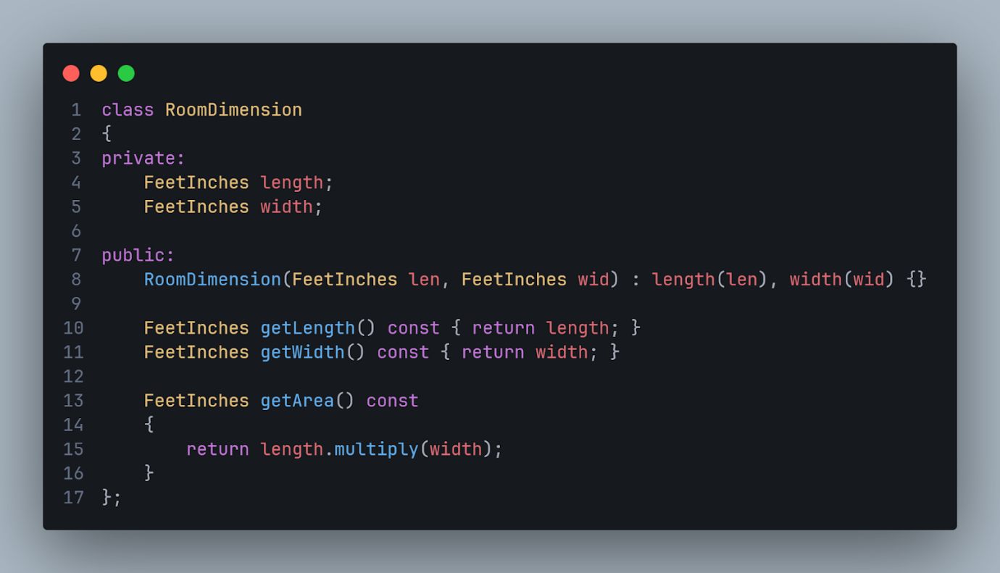 1 class RoomDimension
2 {
3 private:
4     FeetInches length;
5     FeetInches width;
6
7 public:
8     RoomDimension(FeetInches len, FeetInches wid) : length(len), width(wid) {}
9
10     FeetInches getLength() const { return length; }
11     FeetInches getWidth() const { return width; }
12
13     FeetInches getArea() const
14     {
15         return length.multiply(width);
16     }
17 };